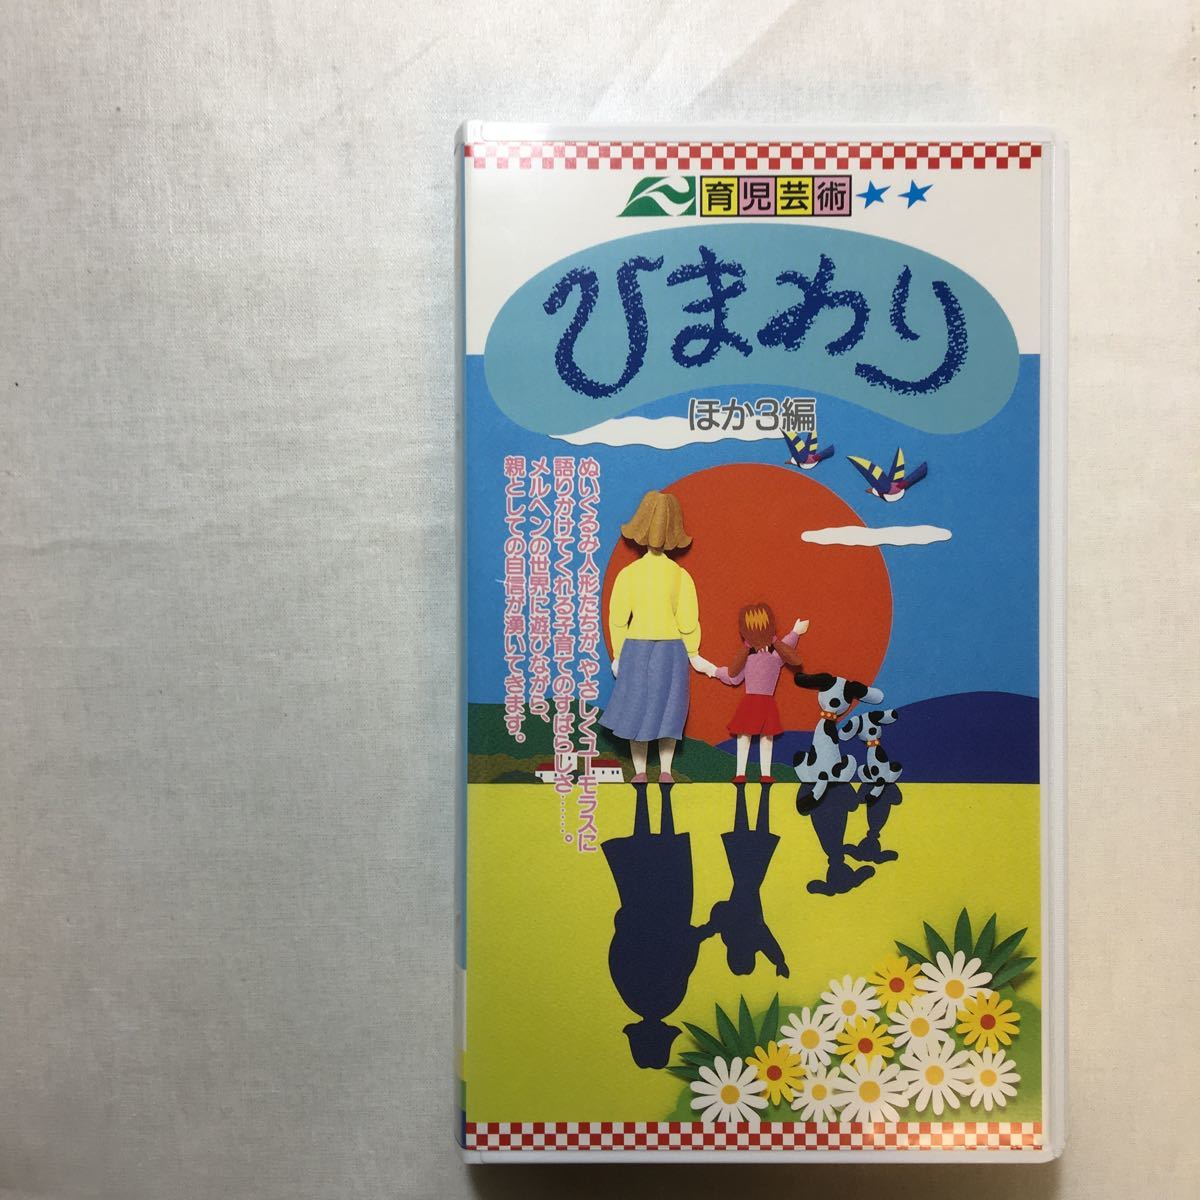 育児芸術
ひまわり
ほか3編
ぬいぐるみ人形たちが、やさしくユーモラスに
語りかけてくれる子育てのすばらしさ……。
メルヘンの世界に遊びながら、
親としての自信が湧いてきます。